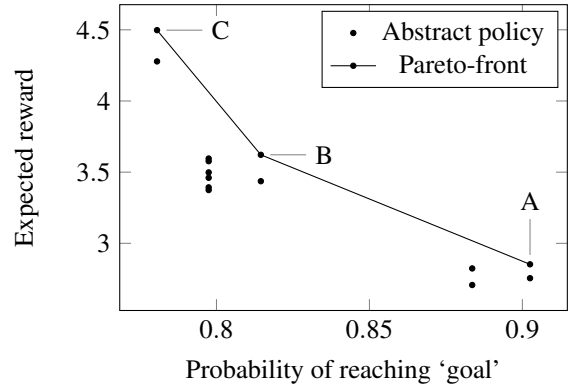 C
B
A
Abstract policy
Pareto-front
4.5
4
3.5
3
0.8 0.85 0.9
Expected reward
Probability of reaching ‘goal’